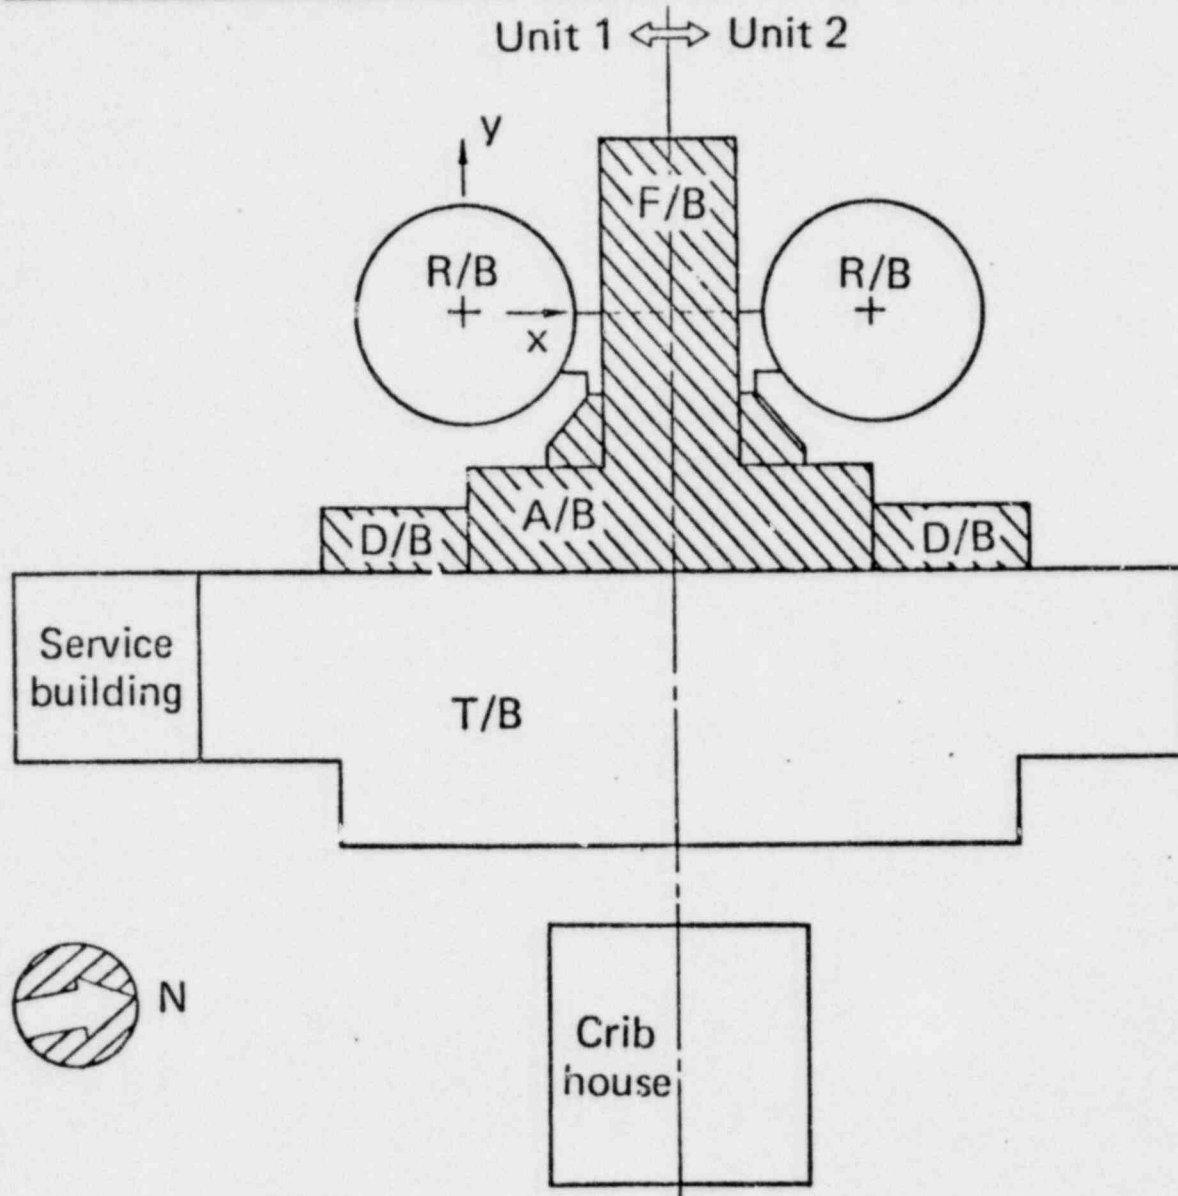 Unit 1 ⇔ Unit 2
y
F/B
R/B
R/B
x
A/B
D/B
D/B
Service
building
T/B
N
Crib
house